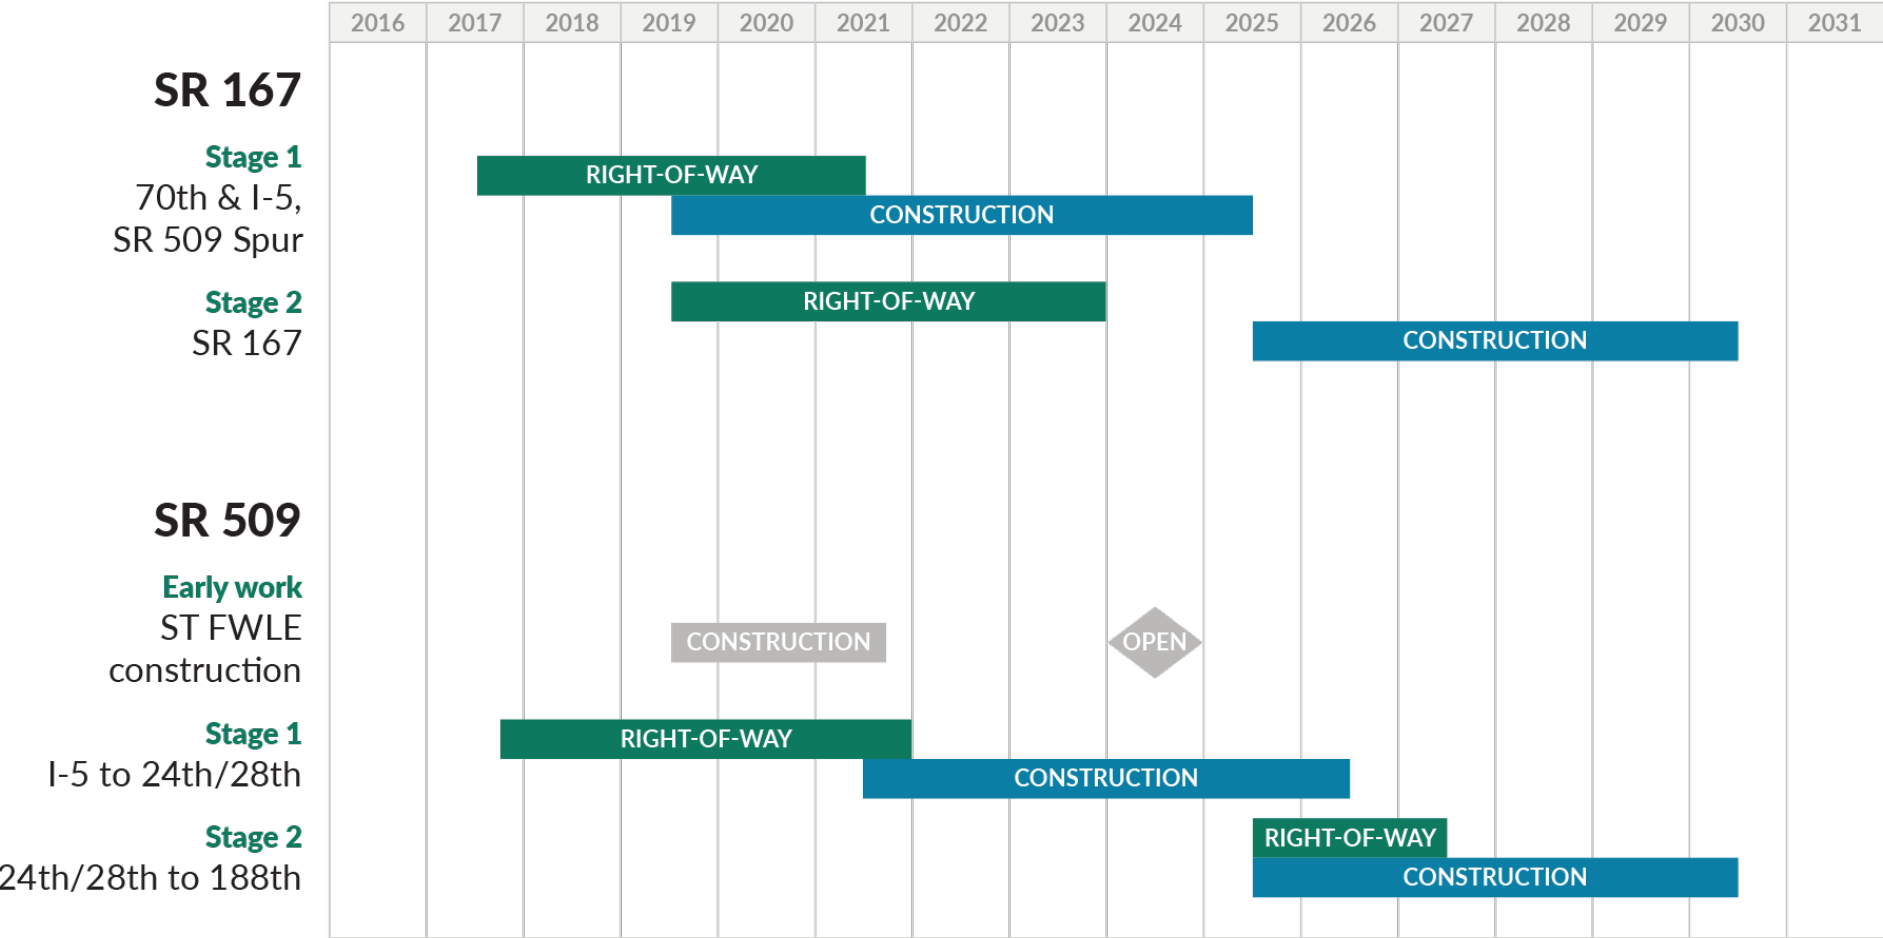 2016 2017 2018 2019 2020 2021 2022 2023 2024 2025 2026 2027 2028 2029 2030 2031
SR 167
Stage 1
70th & I-5,
SR 509 Spur
RIGHT-OF-WAY
CONSTRUCTION
Stage 2
SR 167
RIGHT-OF-WAY
CONSTRUCTION
SR 509
Early work
ST FWLE
construction
CONSTRUCTION
OPEN
Stage 1
I-5 to 24th/28th
RIGHT-OF-WAY
CONSTRUCTION
Stage 2
24th/28th to 188th
RIGHT-OF-WAY
CONSTRUCTION